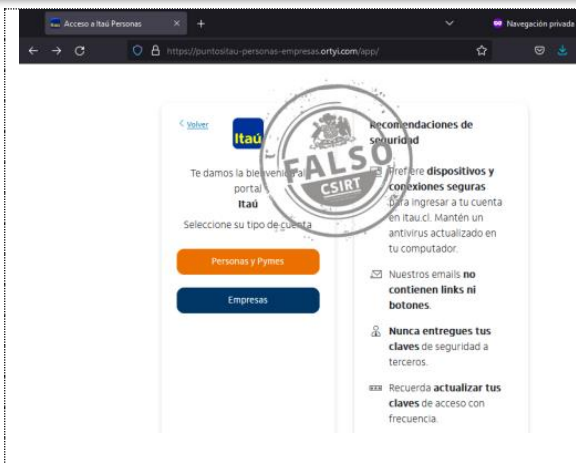 Acceso a Itaú Personas
Navegación privada
https://puntositau-personas-empresas.ortyi.com/app/
Volver
Itaú
Te damos la bienvenida al
portal
Itaú
Seleccione su tipo de cuenta
Personas y Pymes
Empresas
FALSO
CSIRT
Recomendaciones de
seguridad
Prefiere dispositivos y
conexiones seguras
para ingresar a tu cuenta
en itau.cl. Mantén un
antivirus actualizado en
tu computador.
Nuestros emails no
contienen links ni
botones.
Nunca entregues tus
claves de seguridad a
terceros.
Recuerda actualizar tus
claves de acceso con
frecuencia.